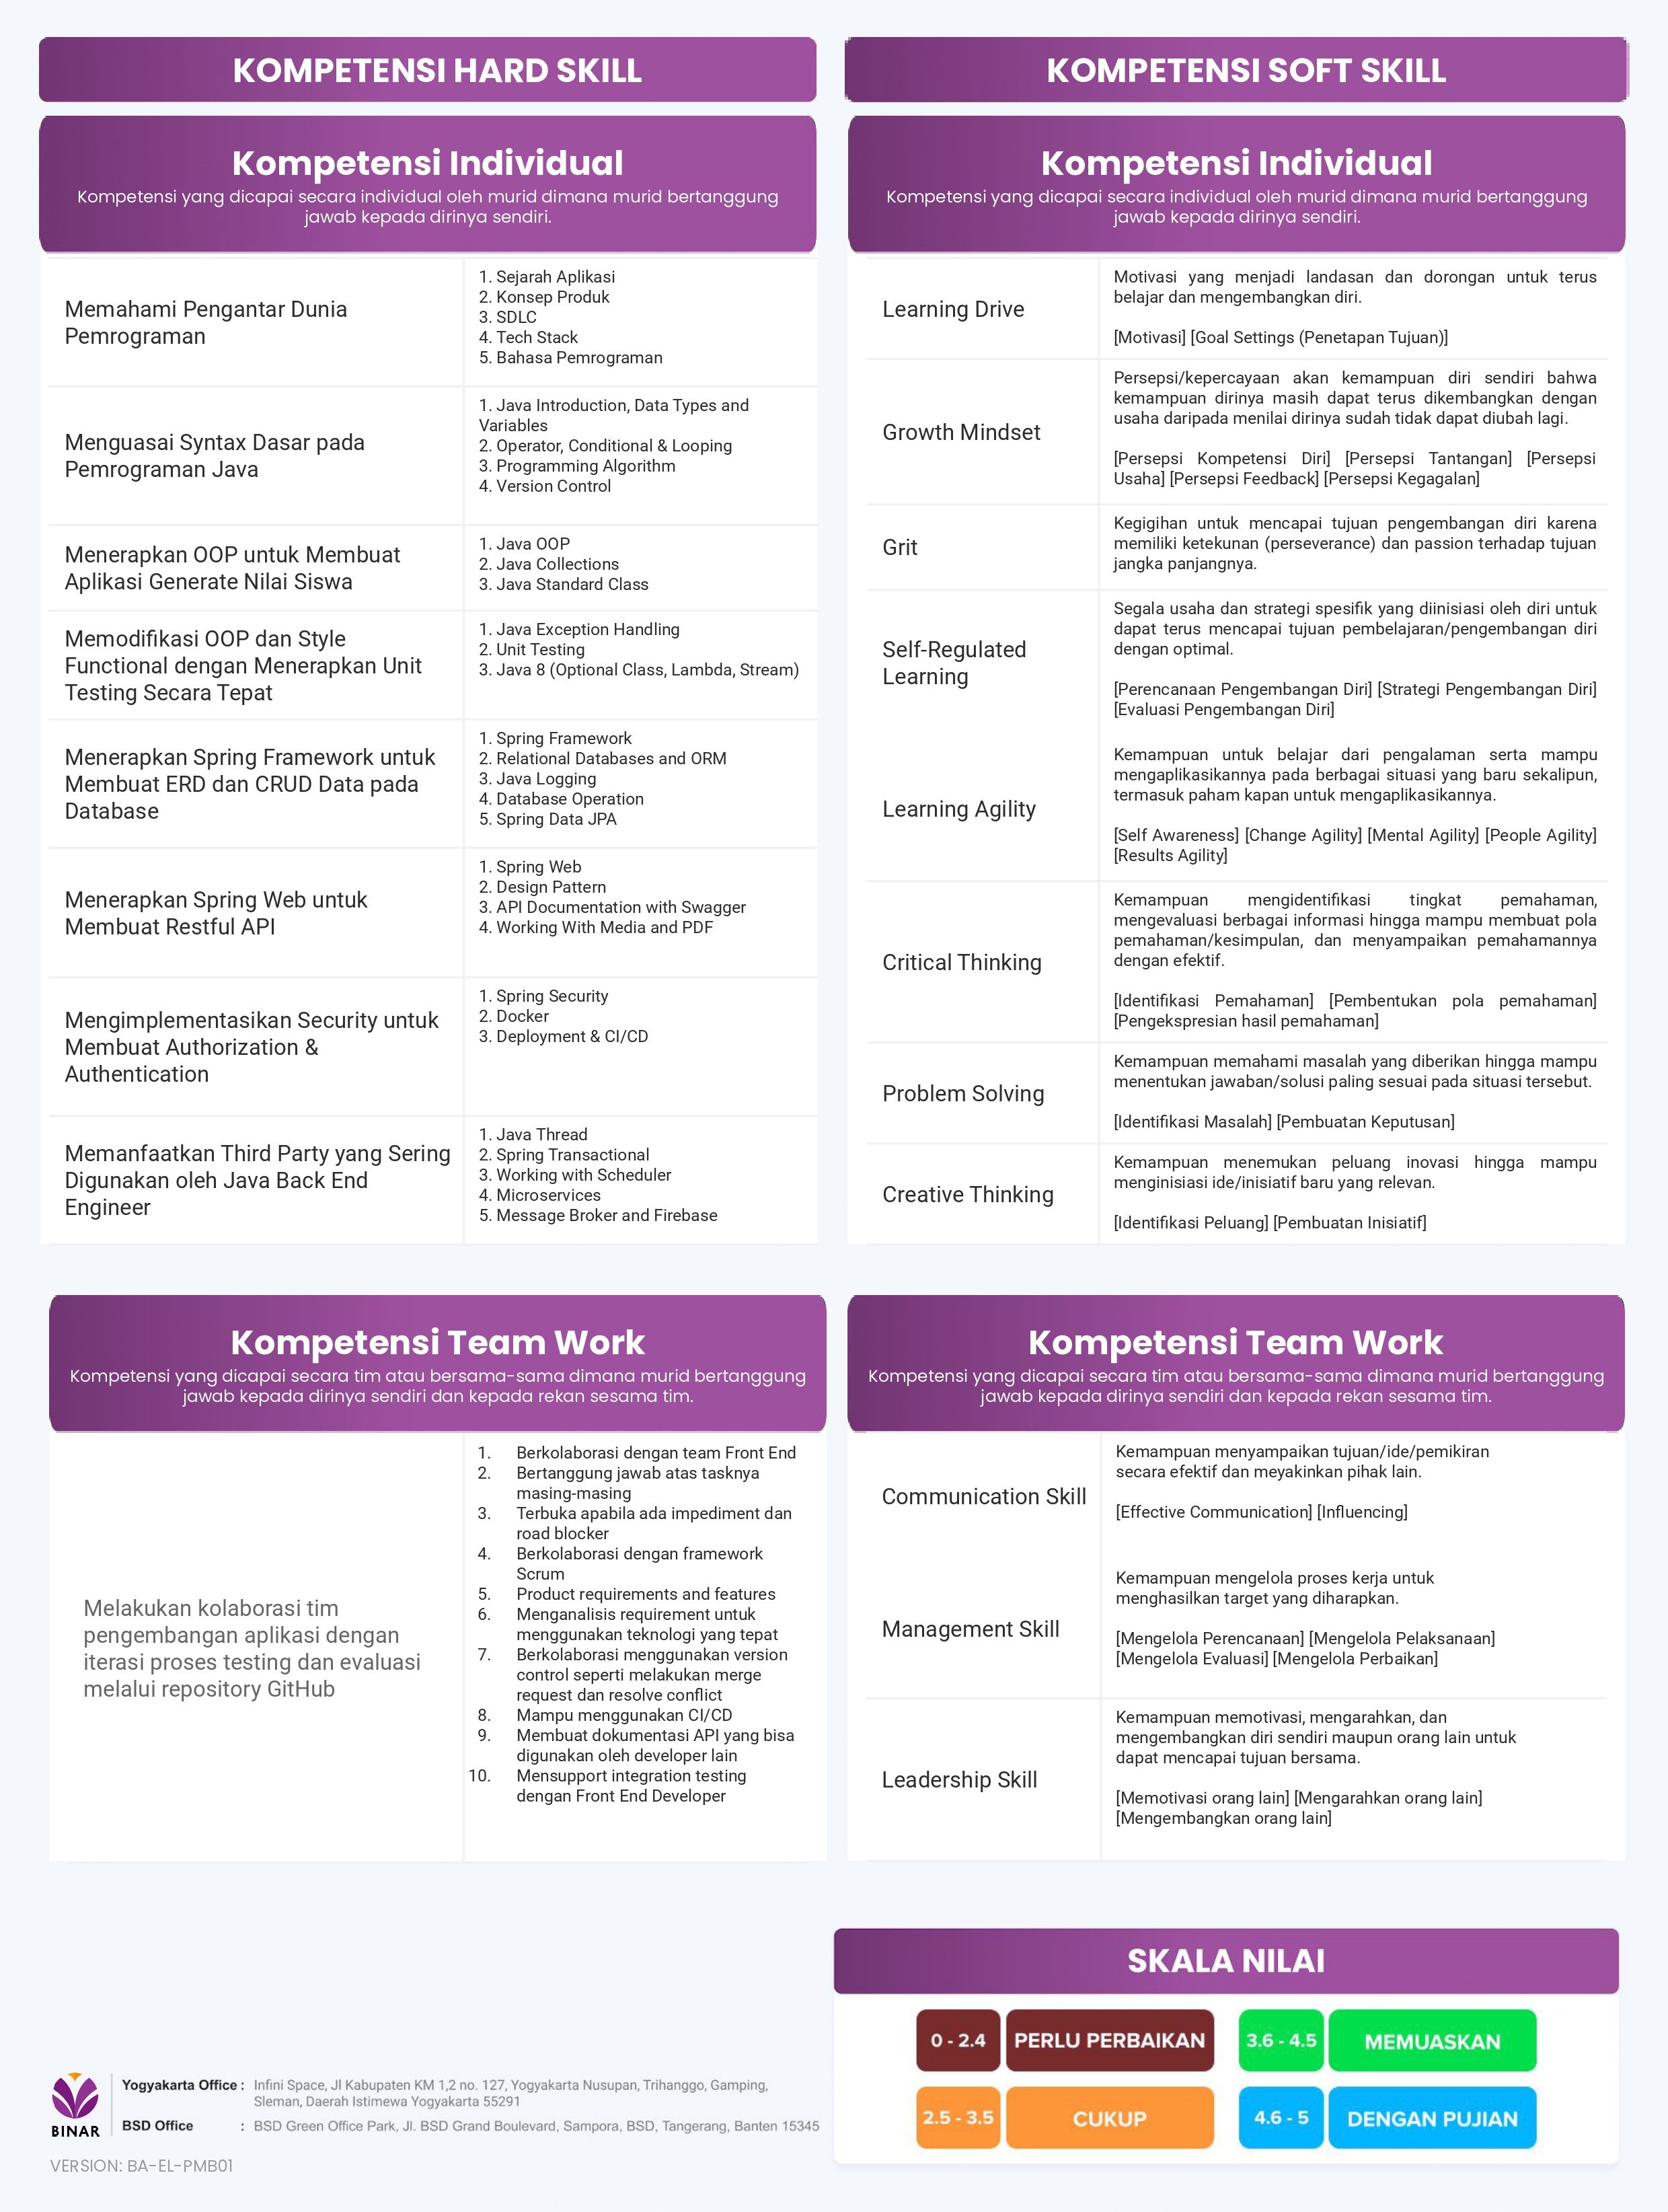 KOMPETENSI HARD SKILL
Kompetensi Individual
Kompetensi yang dicapai secara individual oleh murid dimana murid bertanggung
jawab kepada dirinya sendiri.
Memahami Pengantar Dunia
Pemrograman
1. Sejarah Aplikasi
2. Konsep Produk
3. SDLC
4. Tech Stack
5. Bahasa Pemrograman
Menguasai Syntax Dasar pada
Pemrograman Java
1. Java Introduction, Data Types and
Variables
2. Operator, Conditional & Looping
3. Programming Algorithm
4. Version Control
Menerapkan OOP untuk Membuat
Aplikasi Generate Nilai Siswa
1. Java OOP
2. Java Collections
3. Java Standard Class
Memodifikasi OOP dan Style
Functional dengan Menerapkan Unit
Testing Secara Tepat
1. Java Exception Handling
2. Unit Testing
3. Java 8 (Optional Class, Lambda, Stream)
Menerapkan Spring Framework untuk
Membuat ERD dan CRUD Data pada
Database
1. Spring Framework
2. Relational Databases and ORM
3. Java Logging
4. Database Operation
5. Spring Data JPA
Menerapkan Spring Web untuk
Membuat Restful API
1. Spring Web
2. Design Pattern
3. API Documentation with Swagger
4. Working With Media and PDF
Mengimplementasikan Security untuk
Membuat Authorization &
Authentication
1. Spring Security
2. Docker
3. Deployment & CI/CD
Memanfaatkan Third Party yang Sering
Digunakan oleh Java Back End
Engineer
1. Java Thread
2. Spring Transactional
3. Working with Scheduler
4. Microservices
5. Message Broker and Firebase
KOMPETENSI SOFT SKILL
Kompetensi Individual
Kompetensi yang dicapai secara individual oleh murid dimana murid bertanggung
jawab kepada dirinya sendiri.
Learning Drive
Motivasi yang menjadi landasan dan dorongan untuk terus
belajar dan mengembangkan diri.
[Motivasi] [Goal Settings (Penetapan Tujuan)]
Growth Mindset
Persepsi/kepercayaan akan kemampuan diri sendiri bahwa
kemampuan dirinya masih dapat terus dikembangkan dengan
usaha daripada menilai dirinya sudah tidak dapat diubah lagi.
[Persepsi Kompetensi Diri] [Persepsi Tantangan] [Persepsi
Usaha] [Persepsi Feedback] [Persepsi Kegagalan]
Grit
Kegigihan untuk mencapai tujuan pengembangan diri karena
memiliki ketekunan (perseverance) dan passion terhadap tujuan
jangka panjangnya.
Self-Regulated
Learning
Segala usaha dan strategi spesifik yang diinisiasi oleh diri untuk
dapat terus mencapai tujuan pembelajaran/pengembangan diri
dengan optimal.
[Perencanaan Pengembangan Diri] [Strategi Pengembangan Diri]
[Evaluasi Pengembangan Diri]
Learning Agility
Kemampuan untuk belajar dari pengalaman serta mampu
mengaplikasikannya pada berbagai situasi yang baru sekalipun,
termasuk paham kapan untuk mengaplikasikannya.
[Self Awareness] [Change Agility] [Mental Agility] [People Agility]
[Results Agility]
Critical Thinking
Kemampuan mengidentifikasi tingkat pemahaman,
mengevaluasi berbagai informasi hingga mampu membuat pola
pemahaman/kesimpulan, dan menyampaikan pemahamannya
dengan efektif.
[Identifikasi Pemahaman] [Pembentukan pola pemahaman]
[Pengekspresian hasil pemahaman]
Problem Solving
Kemampuan memahami masalah yang diberikan hingga mampu
menentukan jawaban/solusi paling sesuai pada situasi tersebut.
[Identifikasi Masalah] [Pembuatan Keputusan]
Creative Thinking
Kemampuan menemukan peluang inovasi hingga mampu
menginisiasi ide/inisiatif baru yang relevan.
[Identifikasi Peluang] [Pembuatan Inisiatif]
Kompetensi Team Work
Kompetensi yang dicapai secara tim atau bersama-sama dimana murid bertanggung
jawab kepada dirinya sendiri dan kepada rekan sesama tim.
Melakukan kolaborasi tim
pengembangan aplikasi dengan
iterasi proses testing dan evaluasi
melalui repository GitHub
1. Berkolaborasi dengan team Front End
2. Bertanggung jawab atas tasknya
masing-masing
3. Terbuka apabila ada impediment dan
road blocker
4. Berkolaborasi dengan framework
Scrum
5. Product requirements and features
6. Menganalisis requirement untuk
menggunakan teknologi yang tepat
7. Berkolaborasi menggunakan version
control seperti melakukan merge
request dan resolve conflict
8. Mampu menggunakan CI/CD
9. Membuat dokumentasi API yang bisa
digunakan oleh developer lain
10. Mensupport integration testing
dengan Front End Developer
Kompetensi Team Work
Kompetensi yang dicapai secara tim atau bersama-sama dimana murid bertanggung
jawab kepada dirinya sendiri dan kepada rekan sesama tim.
Communication Skill
Kemampuan menyampaikan tujuan/ide/pemikiran
secara efektif dan meyakinkan pihak lain.
[Effective Communication] [Influencing]
Management Skill
Kemampuan mengelola proses kerja untuk
menghasilkan target yang diharapkan.
[Mengelola Perencanaan] [Mengelola Pelaksanaan]
[Mengelola Evaluasi] [Mengelola Perbaikan]
Leadership Skill
Kemampuan memotivasi, mengarahkan, dan
mengembangkan diri sendiri maupun orang lain untuk
dapat mencapai tujuan bersama.
[Memotivasi orang lain] [Mengarahkan orang lain]
[Mengembangkan orang lain]
SKALA NILAI
0 - 2.4 PERLU PERBAIKAN
3.6 - 4.5 MEMUASKAN
2.5 - 3.5 CUKUP
4.6 - 5 DENGAN PUJIAN
BINAR
Yogyakarta Office : Infini Space, Jl Kabupaten KM 1,2 no. 127, Yogyakarta Nusupan, Trihanggo, Gamping,
Sleman, Daerah Istimewa Yogyakarta 55291
BSD Office : BSD Green Office Park, Jl. BSD Grand Boulevard, Sampora, BSD, Tangerang, Banten 15345
VERSION: BA-EL-PMB01